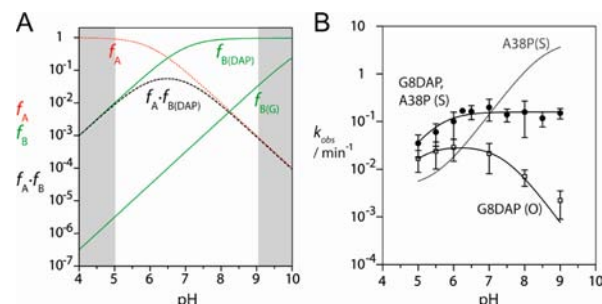 A
1
10⁻¹
10⁻²
10⁻³
10⁻⁴
10⁻⁵
10⁻⁶
10⁻⁷
f_A
f_B
f_A·f_B
f_A
f_B(DAP)
f_A·f_B(DAP)
f_B(G)
4 5 6 7 8 9 10
pH
B
10
1
10⁻¹
10⁻²
10⁻³
10⁻⁴
k_obs
/ min⁻¹
A38P(S)
G8DAP,
A38P (S)
G8DAP (O)
4 5 6 7 8 9 10
pH